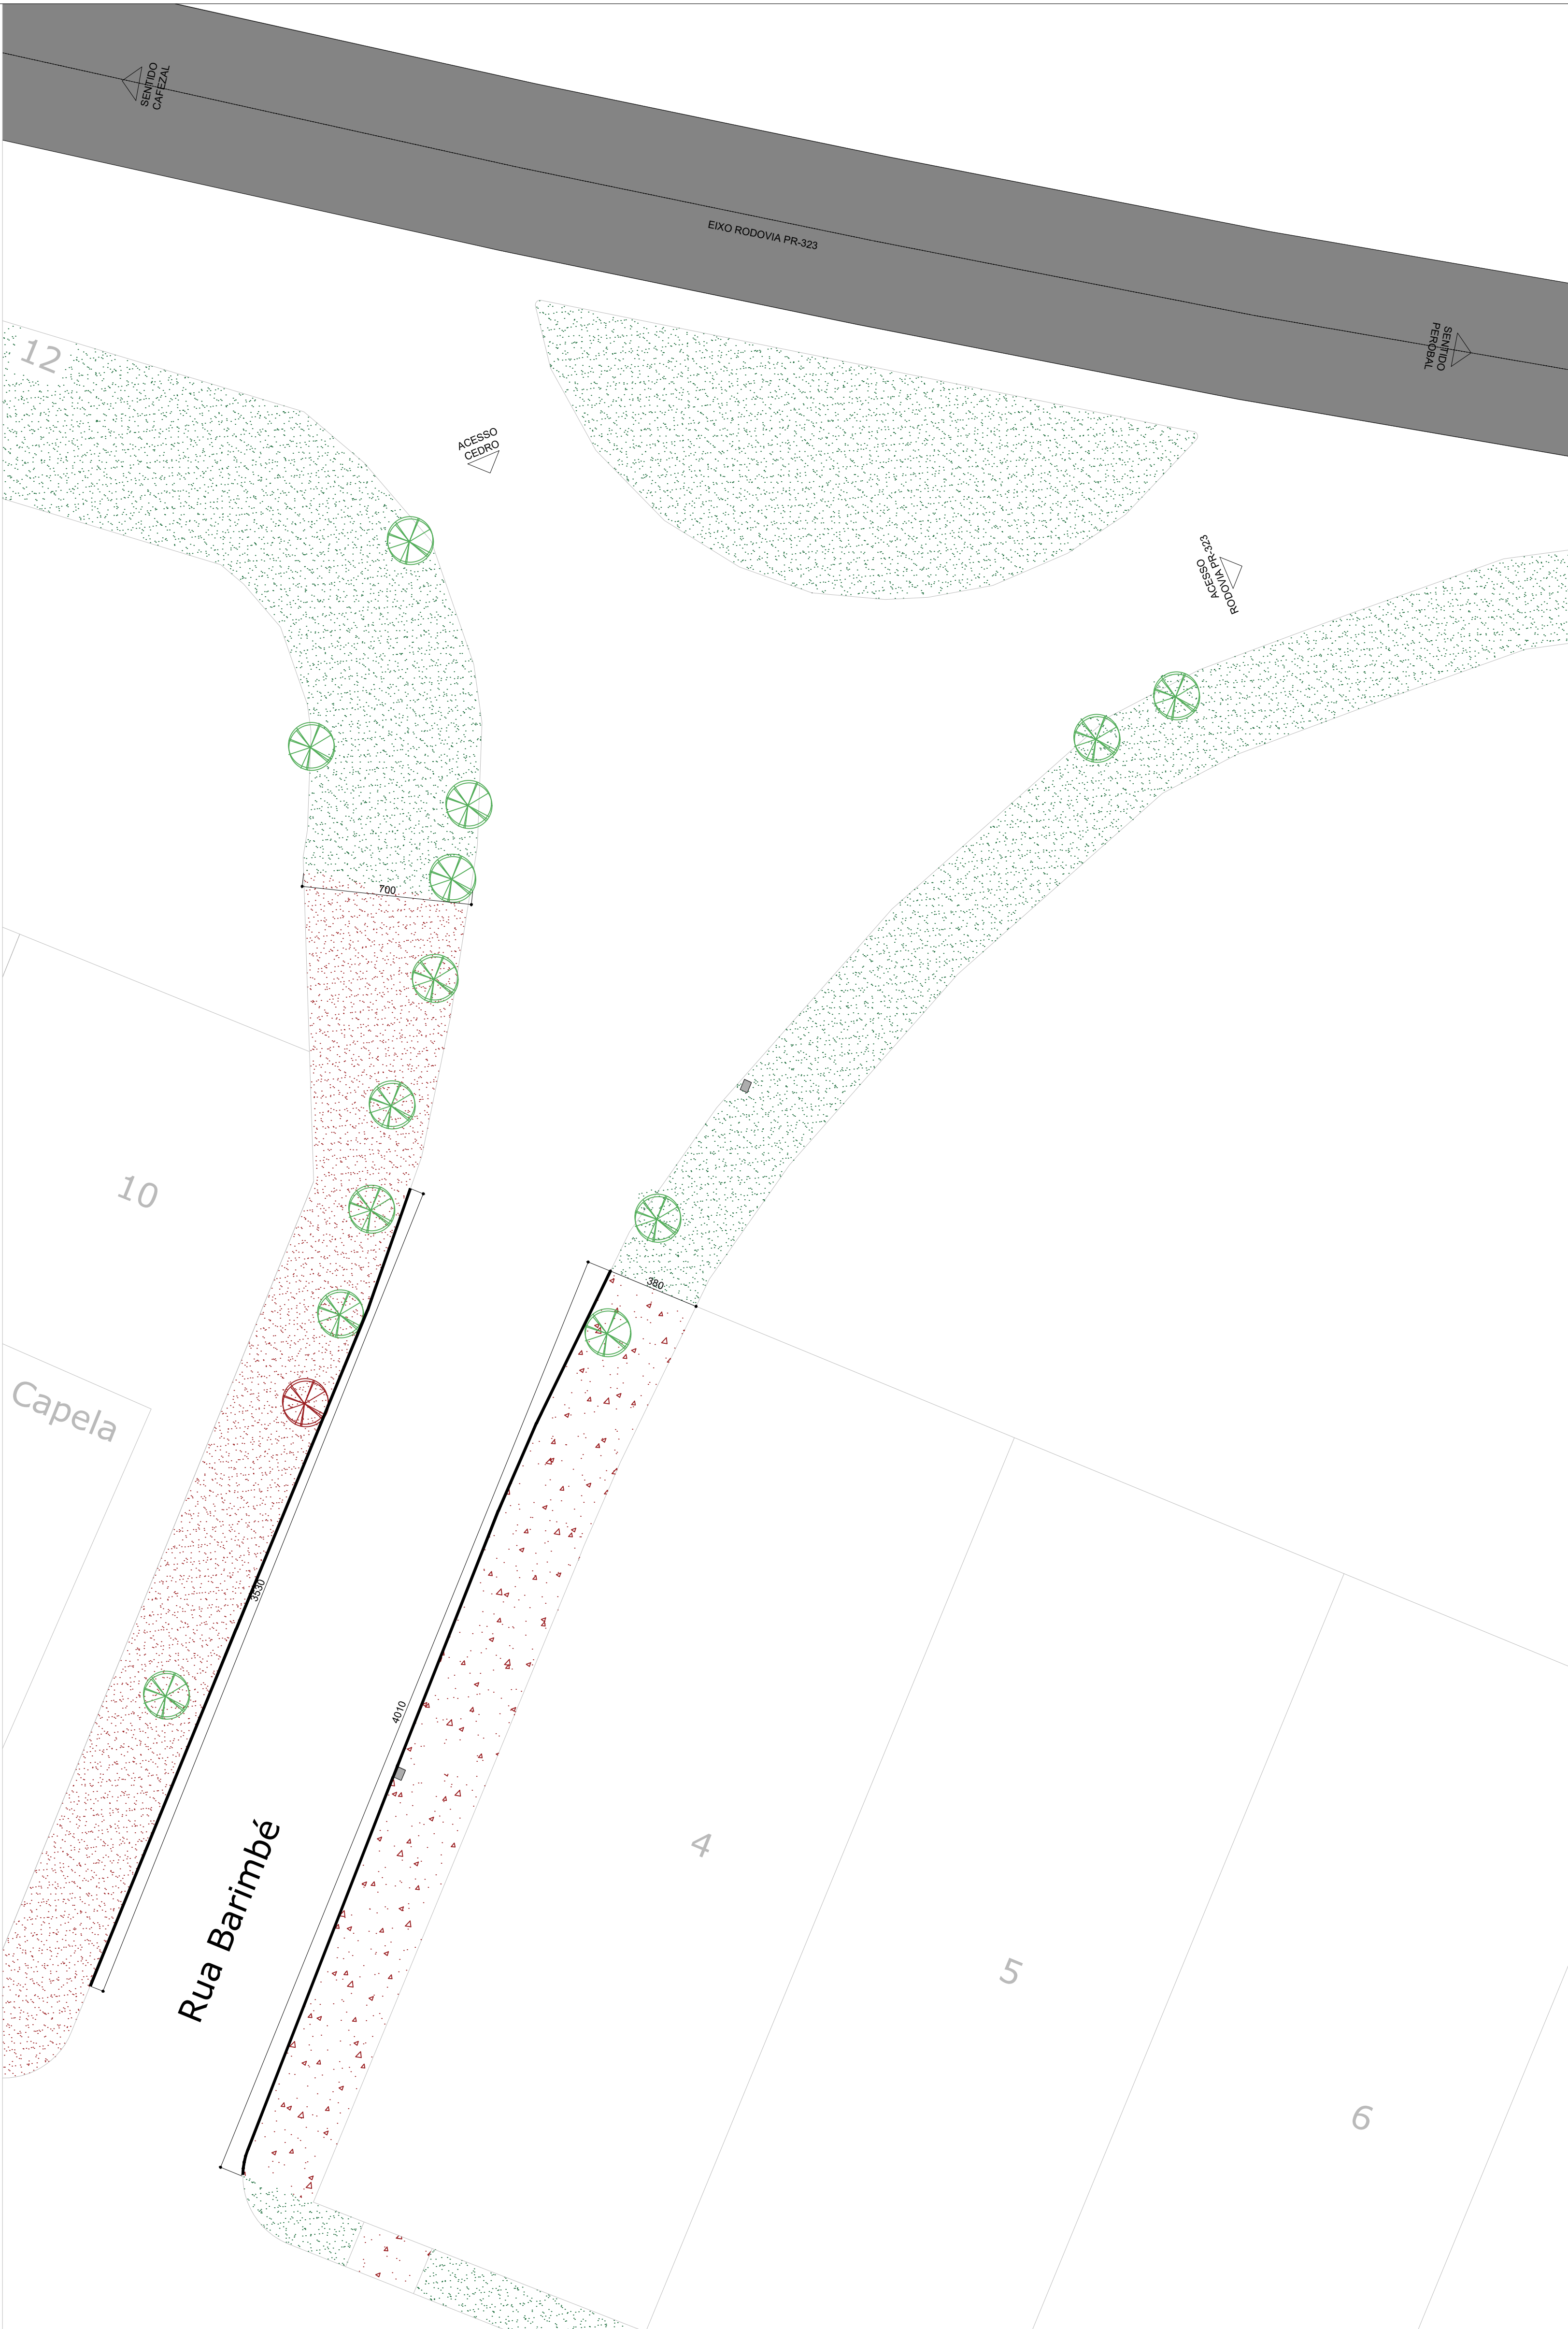 SENTIDO
CAFEZAL
EIXO RODOVIA PR-323
SENTIDO
PEROBAL
12
ACESSO
CEDRO
ACESSO
RODOVIA PR-323
700
10
380
Capela
3530
4010
Rua Barimbé
4
5
6